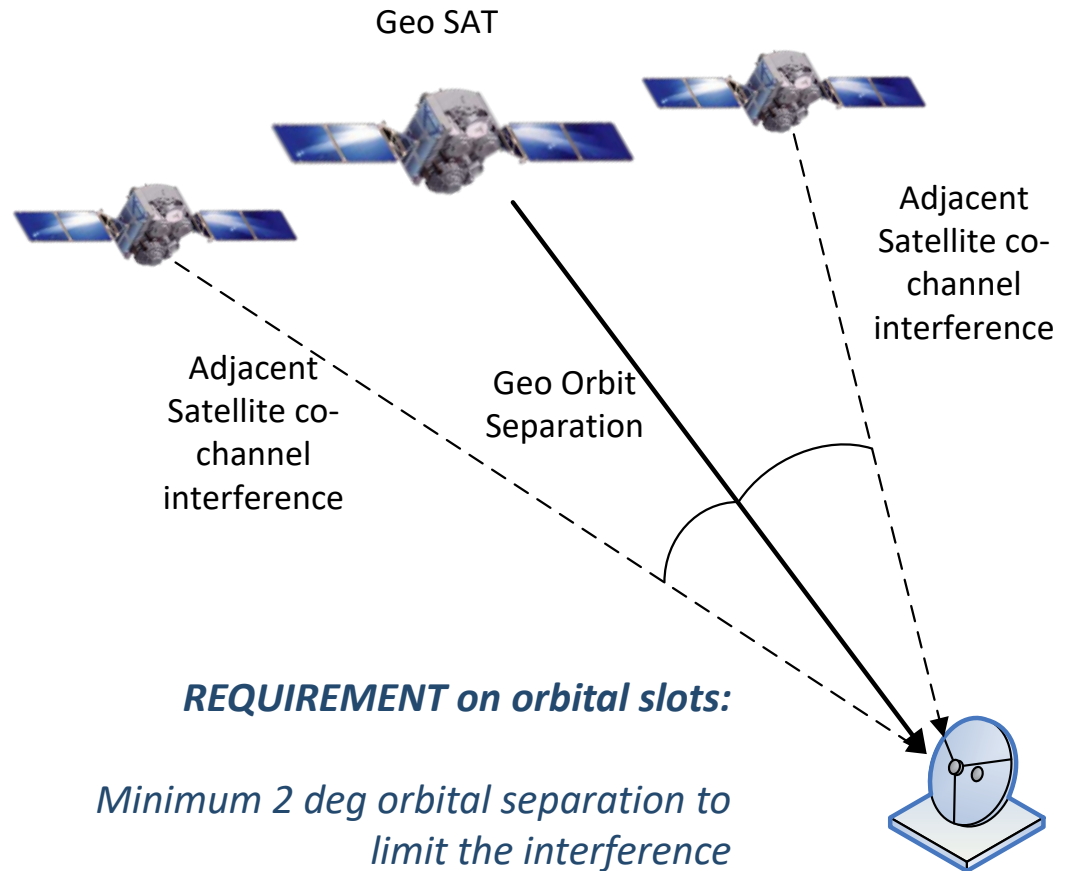 Geo SAT
Adjacent
Satellite co-
channel
interference
Adjacent
Satellite co-
channel
interference
Geo Orbit
Separation
REQUIREMENT on orbital slots:
Minimum 2 deg orbital separation to
limit the interference